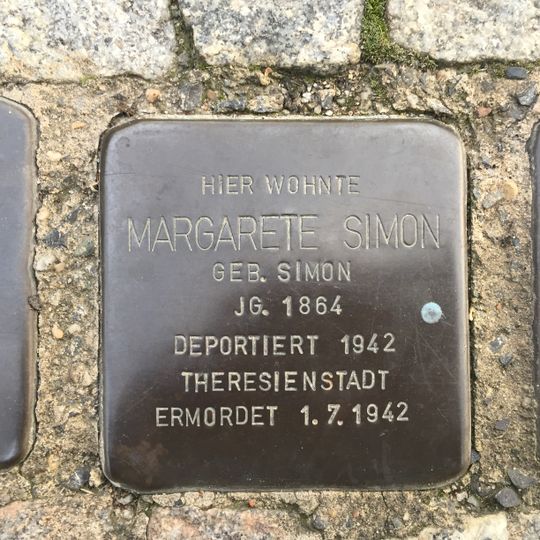 HIER WOHNTE
MARGARETE SIMON
GEB. SIMON
JG. 1864
DEPORTIERT 1942
THERESIENSTADT
ERMORDET 1.7.1942